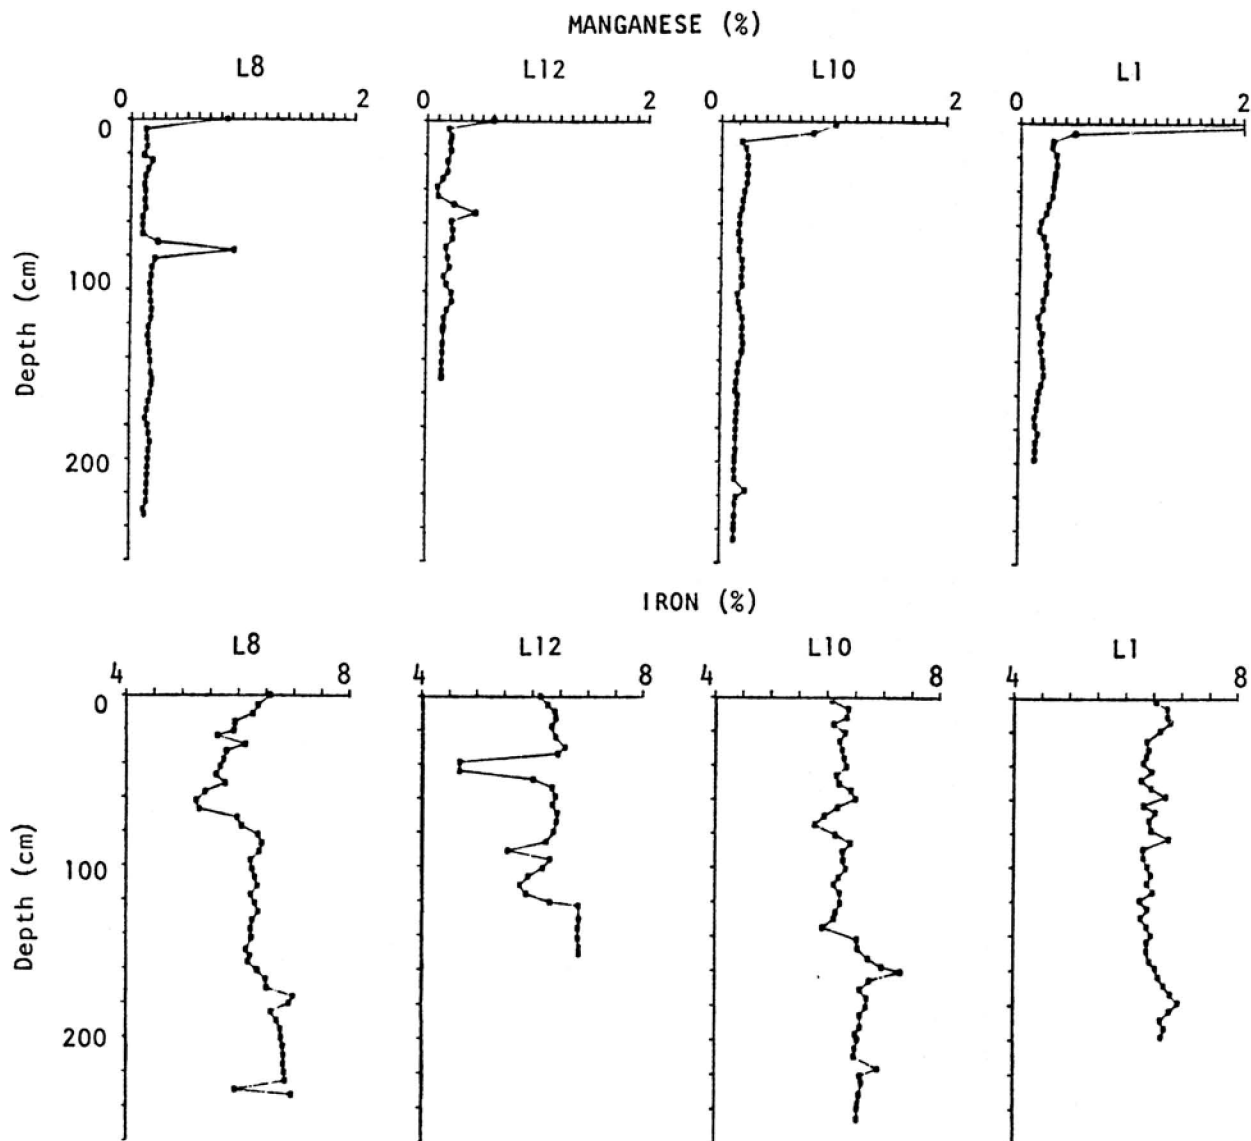 MANGANESE (%)
L8 L12 L10 L1
0 2 0 2 0 2 0 2
0
100
200
Depth (cm)
IRON (%)
L8 L12 L10 L1
4 8 4 8 4 8 4 8
0
100
200
Depth (cm)